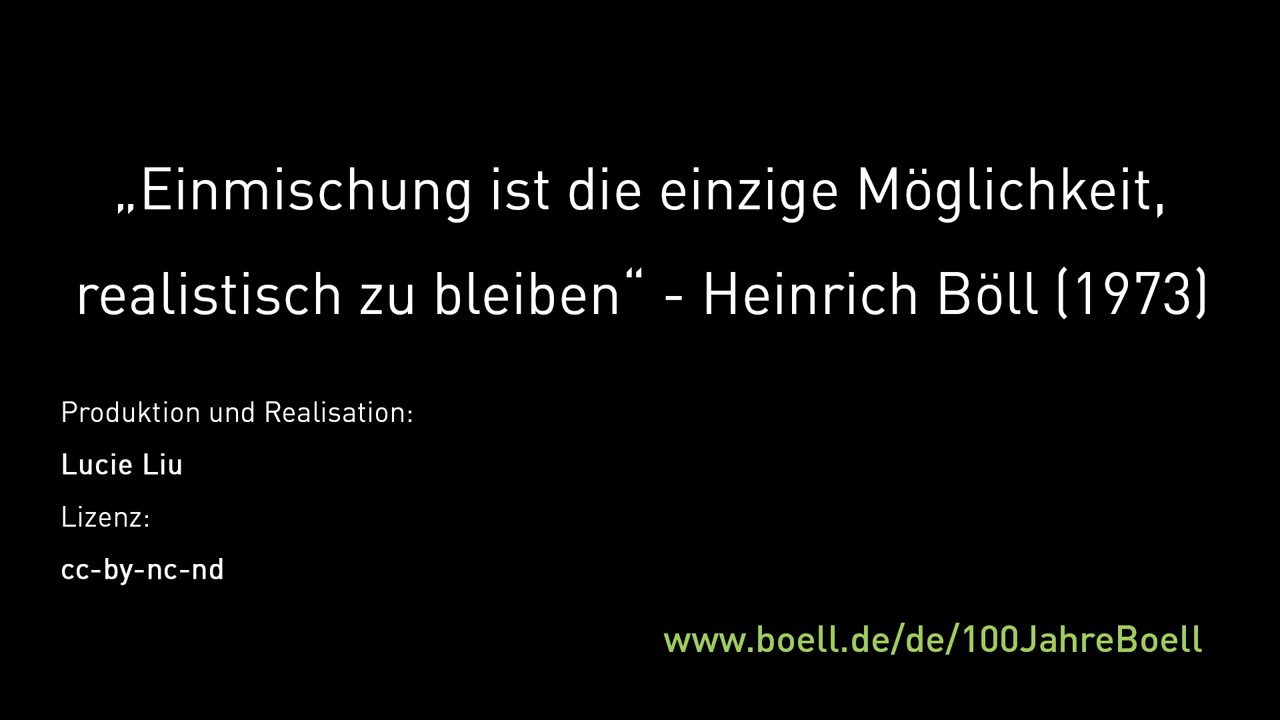 „Einmischung ist die einzige Möglichkeit,
realistisch zu bleiben“ - Heinrich Böll (1973)
Produktion und Realisation:
Lucie Liu
Lizenz:
cc-by-nc-nd
www.boell.de/de/100JahreBoell